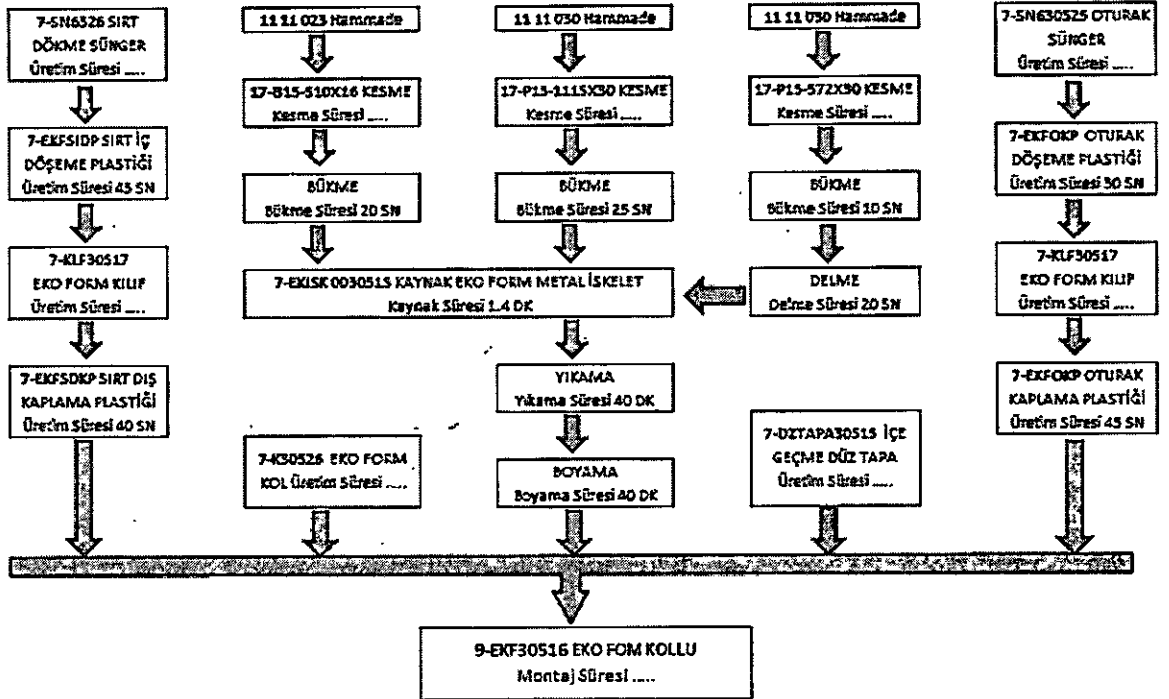 7-SN6526 SIRT
DÖKME SÜNGER
Üretim Süresi .....
11 11 023 Hammade
11 11 030 Hammade
11 11 030 Hammade
7-SN630525 OTURAK
SÜNGER
Üretim Süresi .....
17-B15-510X16 KESME
Kesme Süresi .....
17-P15-1115X30 KESME
Kesme Süresi .....
17-P15-572X30 KESME
Kesme Süresi .....
7-EKFSIDP SIRT İÇ
DÖŞEME PLASTİĞİ
Üretim Süresi 45 SN
BÜKME
Bükme Süresi 20 SN
BÜKME
Bükme Süresi 25 SN
BÜKME
Bükme Süresi 10 SN
7-EKFOKP OTURAK
DÖŞEME PLASTİĞİ
Üretim Süresi 30 SN
7-KLF30517
EKO FORM KILIF
Üretim Süresi .....
7-EKISK 0030515 KAYNAK EKO FORM METAL İSKELET
Kaynak Süresi 1.4 DK
DELME
Delme Süresi 20 SN
7-KLF30517
EKO FORM KILIF
Üretim Süresi .....
7-EKFSDKP SIRT DIŞ
KAPLAMA PLASTİĞİ
Üretim Süresi 40 SN
YIKAMA
Yıkama Süresi 40 DK
7-EKFOKP OTURAK
KAPLAMA PLASTİĞİ
Üretim Süresi 45 SN
7-K30526 EKO FORM
KOL Üretim Süresi .....
BOYAMA
Boyama Süresi 40 DK
7-DZTAPA30515 İÇE
GEÇME DÜZ TAPA
Üretim Süresi .....
9-EKF30516 EKO FOM KOLLU
Montaj Süresi .....